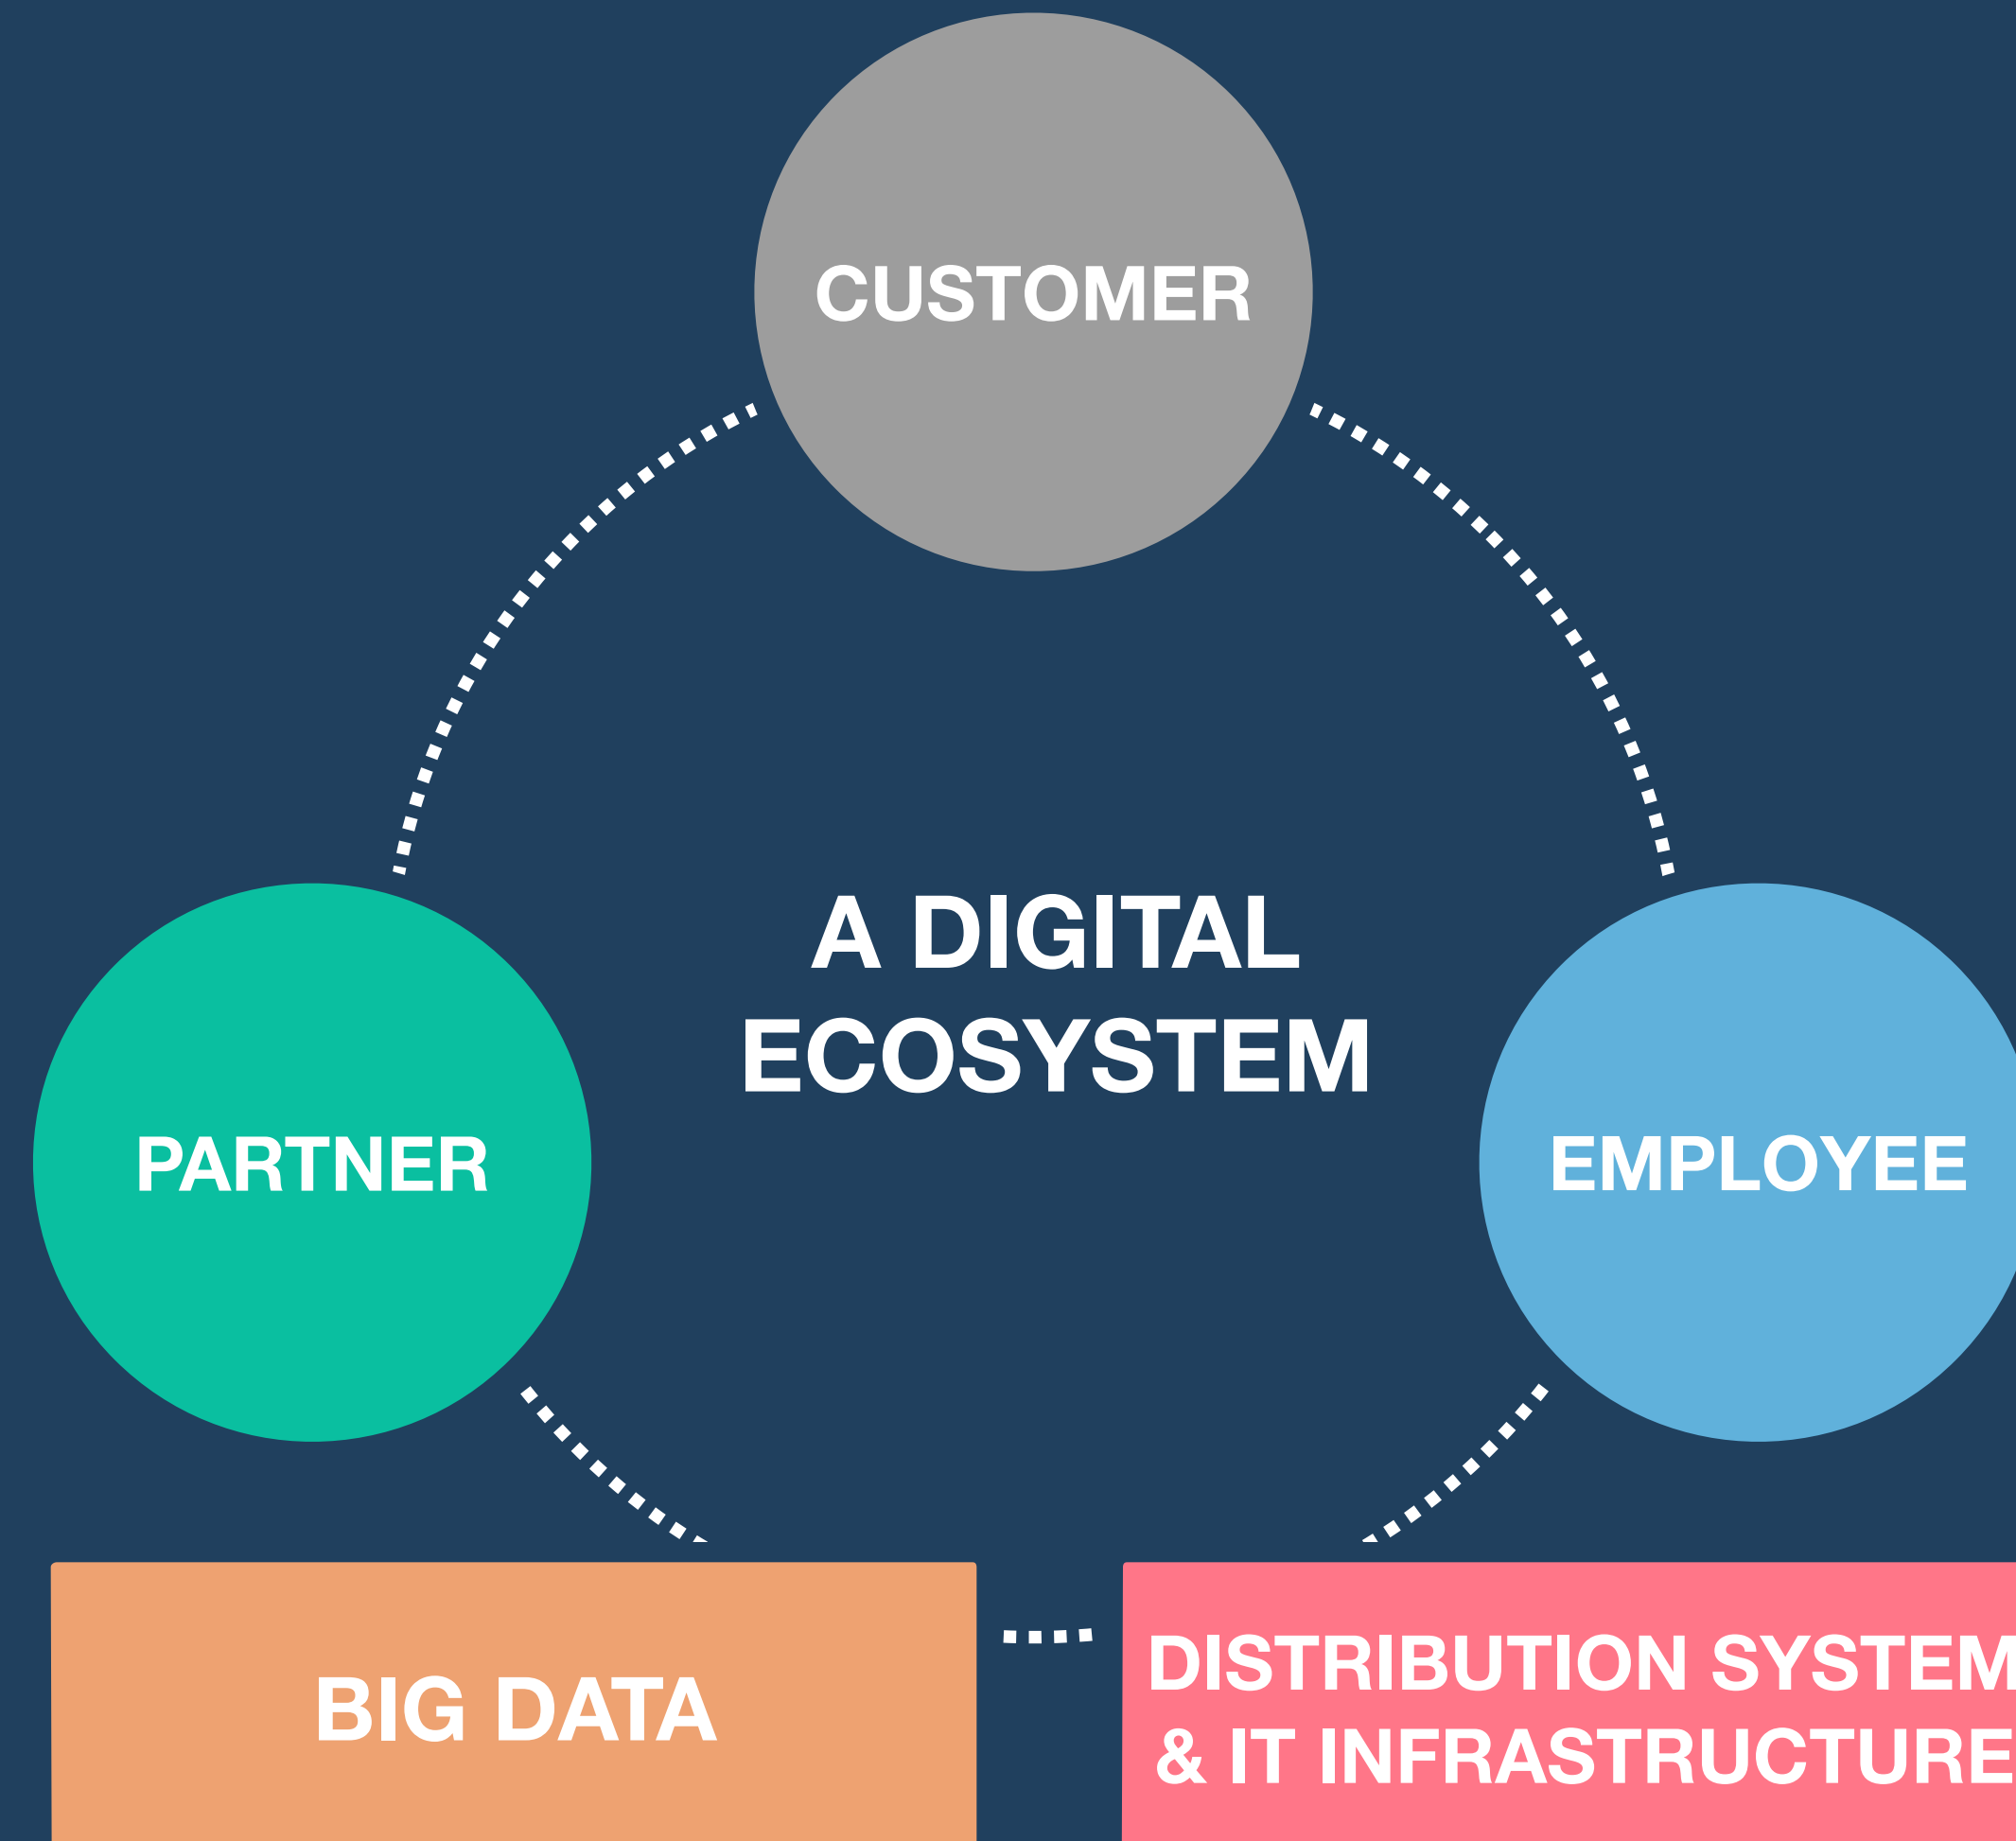 CUSTOMER
A DIGITAL
ECOSYSTEM
PARTNER
EMPLOYEE
BIG DATA
DISTRIBUTION SYSTEM
& IT INFRASTRUCTURE